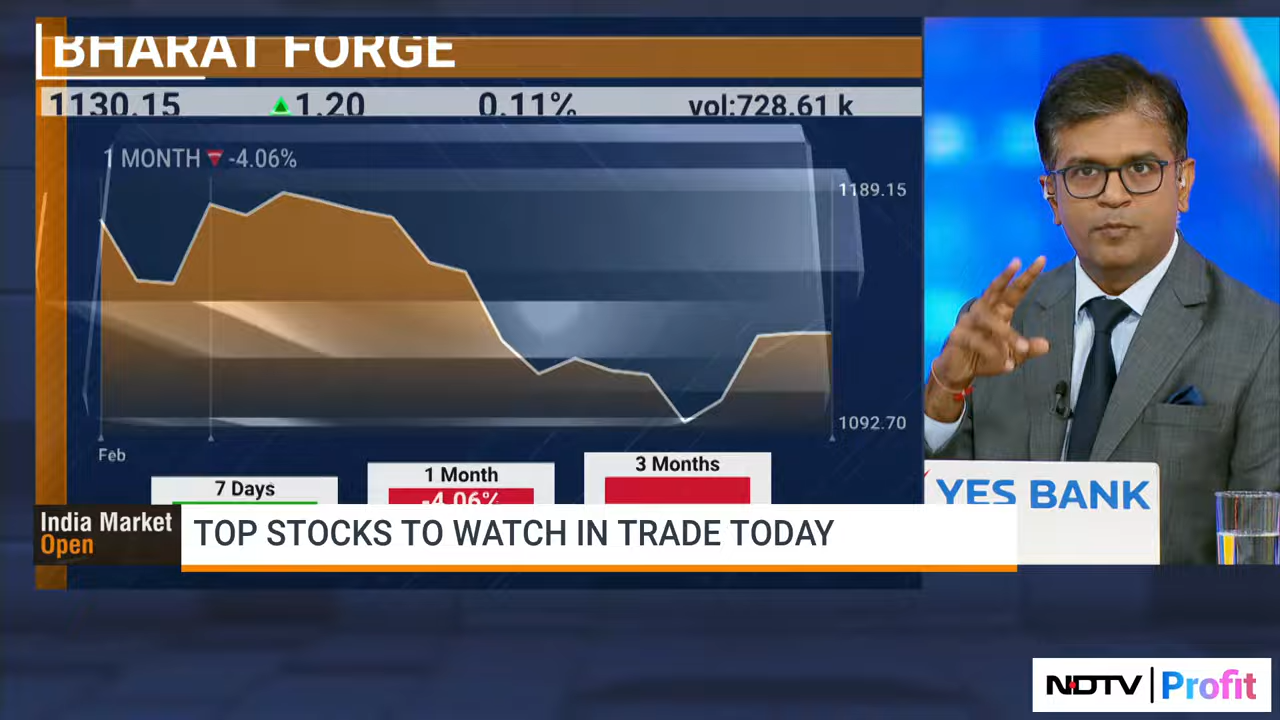 BHARAT FORGE
1130.15 1.20 0.11% vol:728.61 k
1 MONTH -4.06%
1189.15
1092.70
Feb
7 Days
1 Month
3 Months
-4.06%
India Market
Open
TOP STOCKS TO WATCH IN TRADE TODAY
YES BANK
NDTV Profit